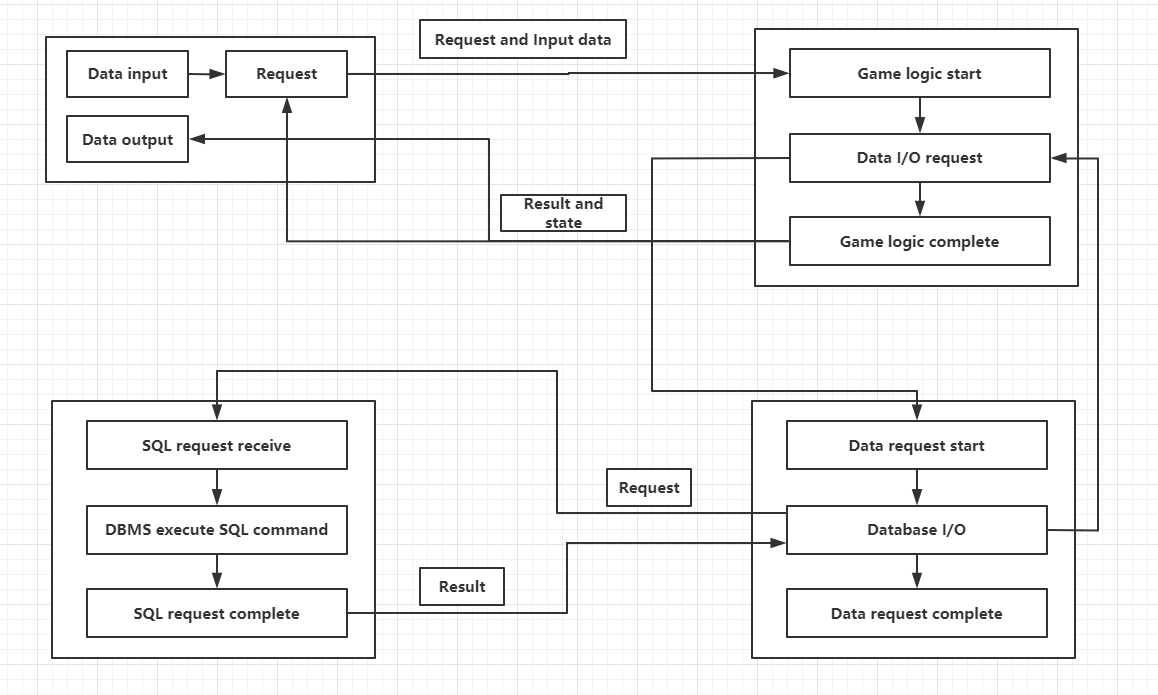 Request and Input data
Data input
Request
Data output
Game logic start
Data I/O request
Result and
state
Game logic complete
SQL request receive
DBMS execute SQL command
SQL request complete
Request
Result
Data request start
Database I/O
Data request complete